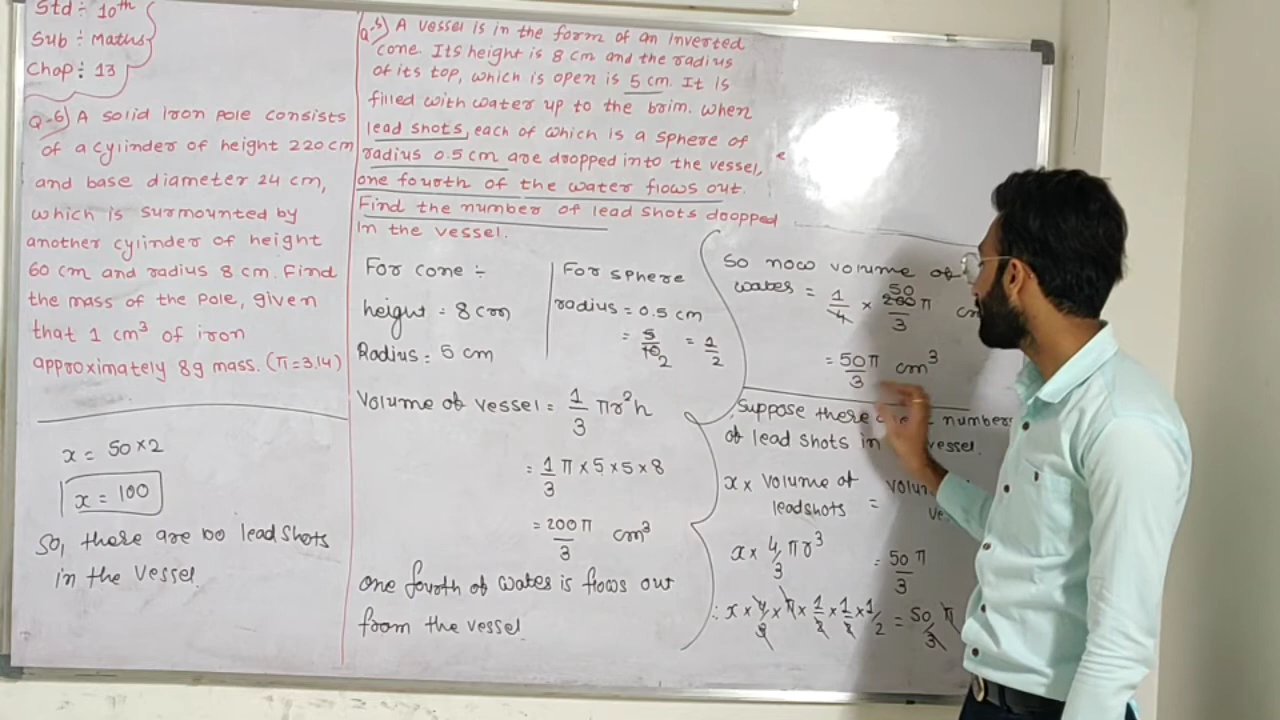 Std ÷ 10th
Sub ÷ Maths
Chap ÷ 13
Q-6) A solid Iron pole consists
of a cylinder of height 220 cm
and base diameter 24 cm,
which is surmounted by
another cylinder of height
60 cm and radius 8 cm. Find
the mass of the pole, given
that 1 cm³ of iron
approximately 8g mass. (π=3.14)
x = 50 × 2
x = 100
So, there are 100 lead shots
in the vessel.
Q-5) A vessel is in the form of an Inverted
cone. Its height is 8 cm and the radius
of its top, which is open is 5 cm. It is
filled with water up to the brim. when
lead shots, each of which is a sphere of
radius 0.5 cm are dropped into the vessel,
one fourth of the water flows out.
Find the number of lead shots dropped
in the vessel.
For cone ÷
height = 8 cm
Radius = 5 cm
For sphere
radius = 0.5 cm
= 5/10 2 = 1/2
Volume of vessel = 1/3 πr²h
= 1/3 π × 5 × 5 × 8
= 200π/3 cm³
one fourth of water is flows out
from the vessel
So now volume of
water = 1/4 × 50 200π/3
= 50π/3 cm³
Suppose there number
of lead shots in vessel.
x × volume of =
leadshots
x × 4/3 πr³ = 50π/3
∴ x × 4/3 × π × 1/2 × 1/2 × 1/2 = 50/3 π